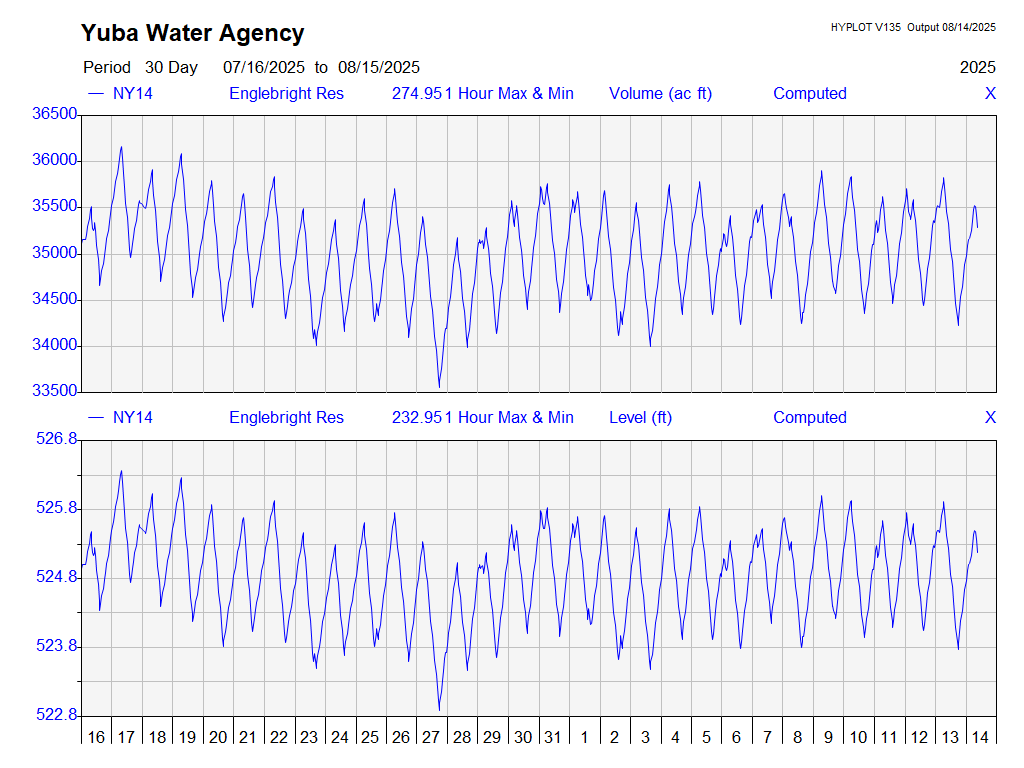 Yuba Water Agency
HYPLOT V135 Output 08/14/2025
Period 30 Day 07/16/2025 to 08/15/2025
2025
NY14 Englebright Res 274.951 Hour Max & Min Volume (ac ft) Computed X
36500
36000
35500
35000
34500
34000
33500
NY14 Englebright Res 232.951 Hour Max & Min Level (ft) Computed X
526.8
525.8
524.8
523.8
522.8
16 17 18 19 20 21 22 23 24 25 26 27 28 29 30 31 1 2 3 4 5 6 7 8 9 10 11 12 13 14